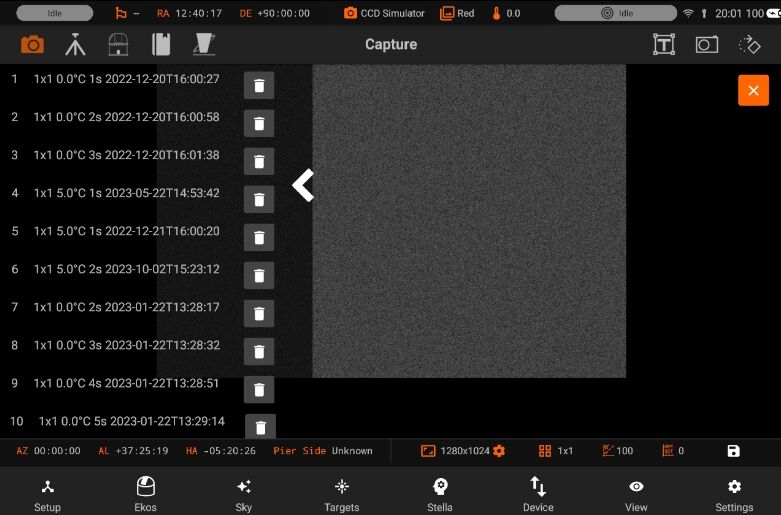 Idle – RA 12:40:17 DE +90:00:00 CCD Simulator Red 0.0 Idle 20:01 100
Capture
1 1x1 0.0°C 1s 2022-12-20T16:00:27
2 1x1 0.0°C 2s 2022-12-20T16:00:58
3 1x1 0.0°C 3s 2022-12-20T16:01:38
4 1x1 5.0°C 1s 2023-05-22T14:53:42
5 1x1 5.0°C 1s 2022-12-21T16:00:20
6 1x1 5.0°C 2s 2023-10-02T15:23:12
7 1x1 0.0°C 2s 2023-01-22T13:28:17
8 1x1 0.0°C 3s 2023-01-22T13:28:32
9 1x1 0.0°C 4s 2023-01-22T13:28:51
10 1x1 0.0°C 5s 2023-01-22T13:29:14
AZ 00:00:00 AL +37:25:19 HA -05:20:26 Pier Side Unknown 1280x1024 1x1 100 0
Setup Ekos Sky Targets Stella Device View Settings